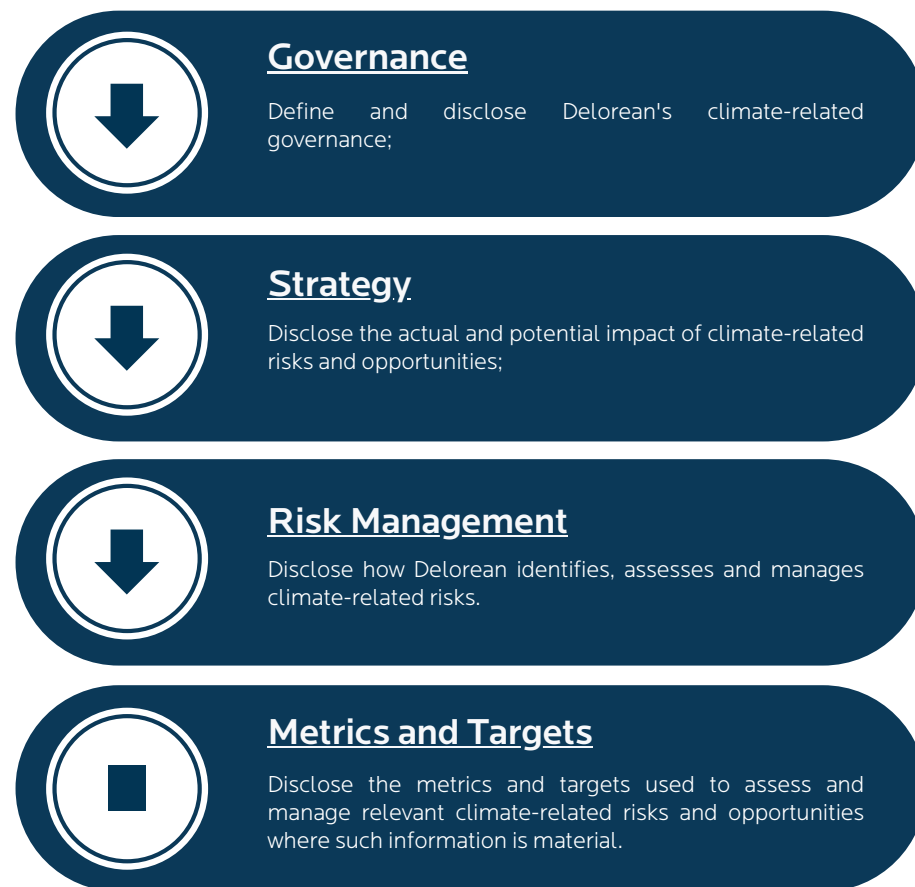 Governance
Define and disclose Delorean's climate-related
governance;
Strategy
Disclose the actual and potential impact of climate-related
risks and opportunities;
Risk Management
Disclose how Delorean identifies, assesses and manages
climate-related risks.
Metrics and Targets
Disclose the metrics and targets used to assess and
manage relevant climate-related risks and opportunities
where such information is material.